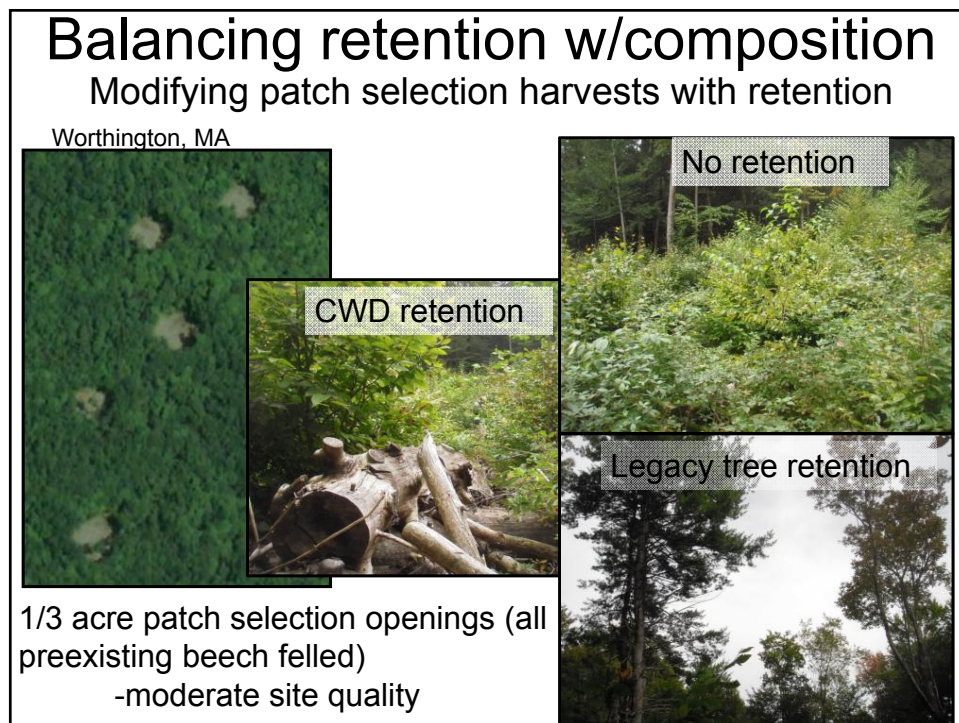 Balancing retention w/composition
Modifying patch selection harvests with retention
Worthington, MA
No retention
CWD retention
Legacy tree retention
1/3 acre patch selection openings (all
preexisting beech felled)
-moderate site quality